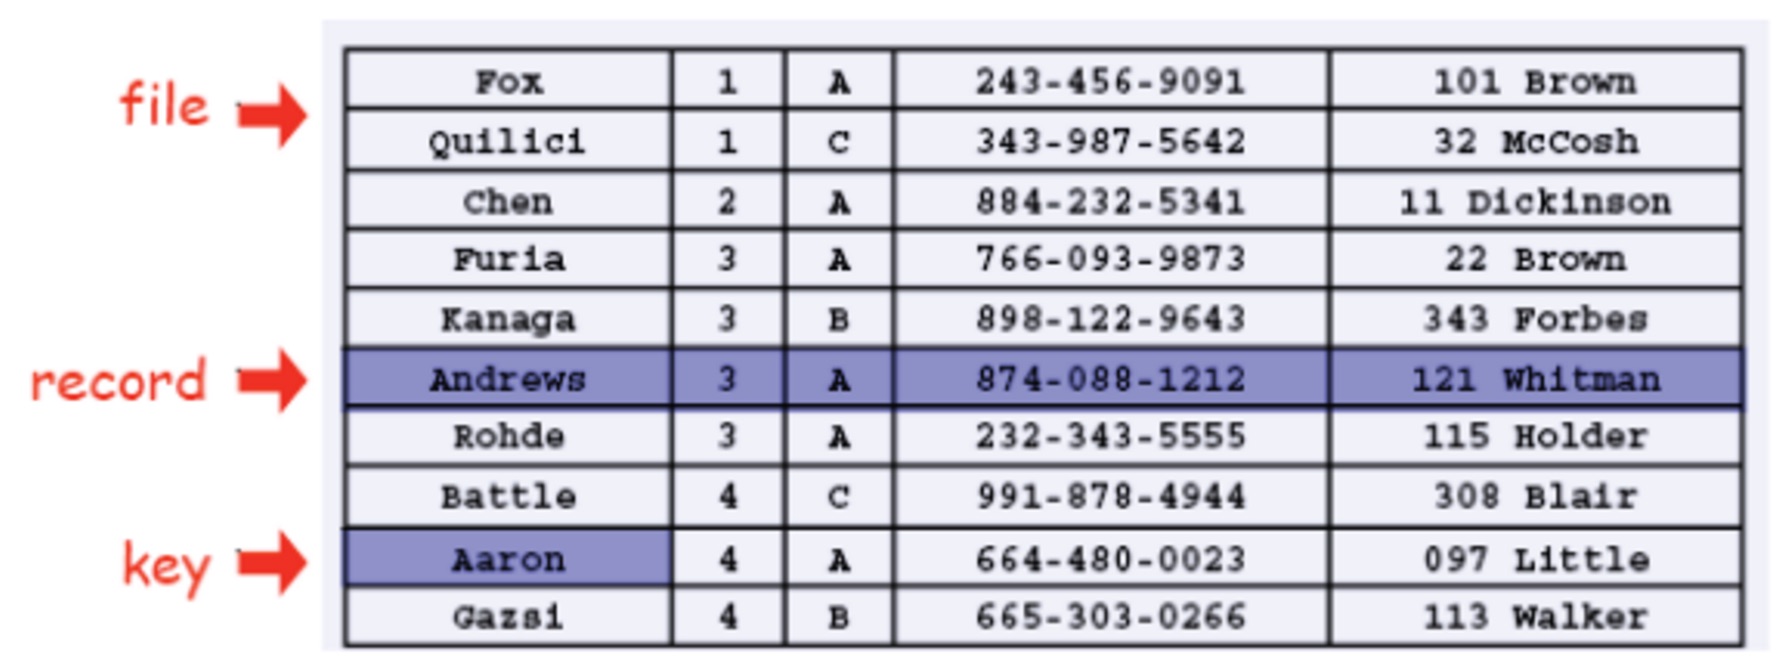 Fox 1 A 243-456-9091 101 Brown
file
Quilici 1 C 343-987-5642 32 McCosh
Chen 2 A 884-232-5341 11 Dickinson
Furia 3 A 766-093-9873 22 Brown
Kanaga 3 B 898-122-9643 343 Forbes
record Andrews 3 A 874-088-1212 121 Whitman
Rohde 3 A 232-343-5555 115 Holder
Battle 4 C 991-878-4944 308 Blair
key Aaron 4 A 664-480-0023 097 Little
Gazsi 4 B 665-303-0266 113 Walker